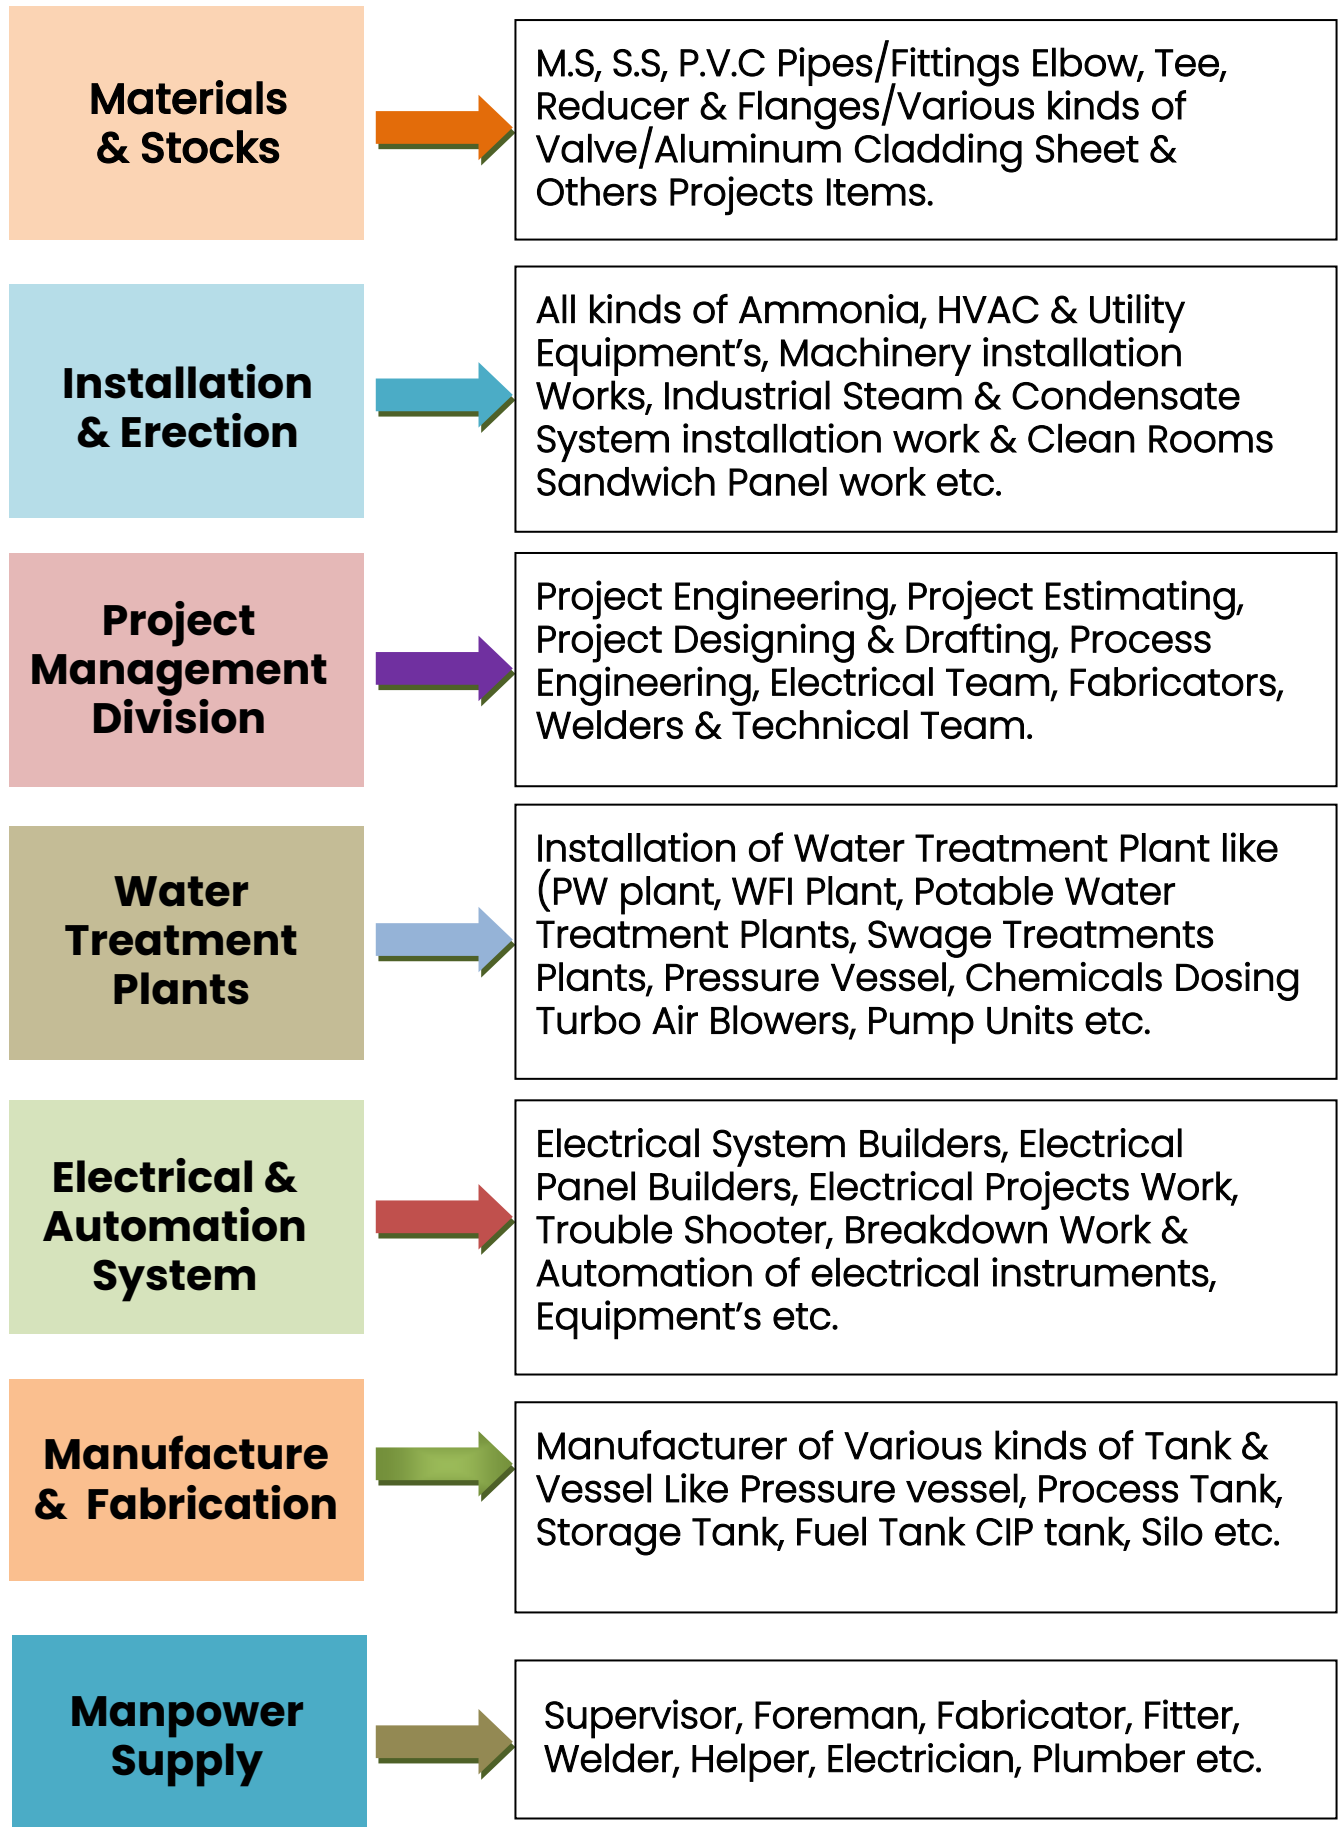 Materials
& Stocks
M.S, S.S, P.V.C Pipes/Fittings Elbow, Tee,
Reducer & Flanges/Various kinds of
Valve/Aluminum Cladding Sheet &
Others Projects Items.
Installation
& Erection
All kinds of Ammonia, HVAC & Utility
Equipment’s, Machinery installation
Works, Industrial Steam & Condensate
System installation work & Clean Rooms
Sandwich Panel work etc.
Project
Management
Division
Project Engineering, Project Estimating,
Project Designing & Drafting, Process
Engineering, Electrical Team, Fabricators,
Welders & Technical Team.
Water
Treatment
Plants
Installation of Water Treatment Plant like
(PW plant, WFI Plant, Potable Water
Treatment Plants, Swage Treatments
Plants, Pressure Vessel, Chemicals Dosing
Turbo Air Blowers, Pump Units etc.
Electrical &
Automation
System
Electrical System Builders, Electrical
Panel Builders, Electrical Projects Work,
Trouble Shooter, Breakdown Work &
Automation of electrical instruments,
Equipment’s etc.
Manufacture
& Fabrication
Manufacturer of Various kinds of Tank &
Vessel Like Pressure vessel, Process Tank,
Storage Tank, Fuel Tank CIP tank, Silo etc.
Manpower
Supply
Supervisor, Foreman, Fabricator, Fitter,
Welder, Helper, Electrician, Plumber etc.